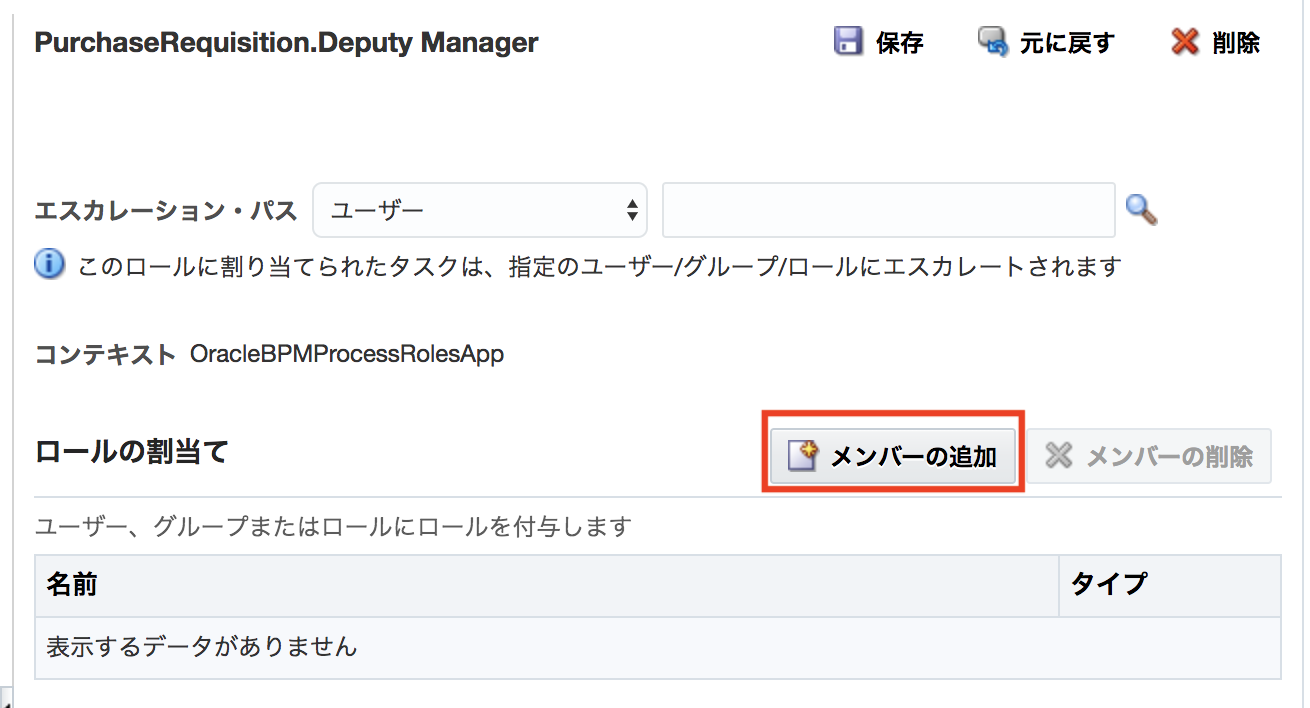 PurchaseRequisition.Deputy Manager 保存 元に戻す 削除
エスカレーション・パス ユーザー
このロールに割り当てられたタスクは、指定のユーザー/グループ/ロールにエスカレートされます
コンテキスト OracleBPMProcessRolesApp
ロールの割当て メンバーの追加 メンバーの削除
ユーザー、グループまたはロールにロールを付与します
名前 タイプ
表示するデータがありません